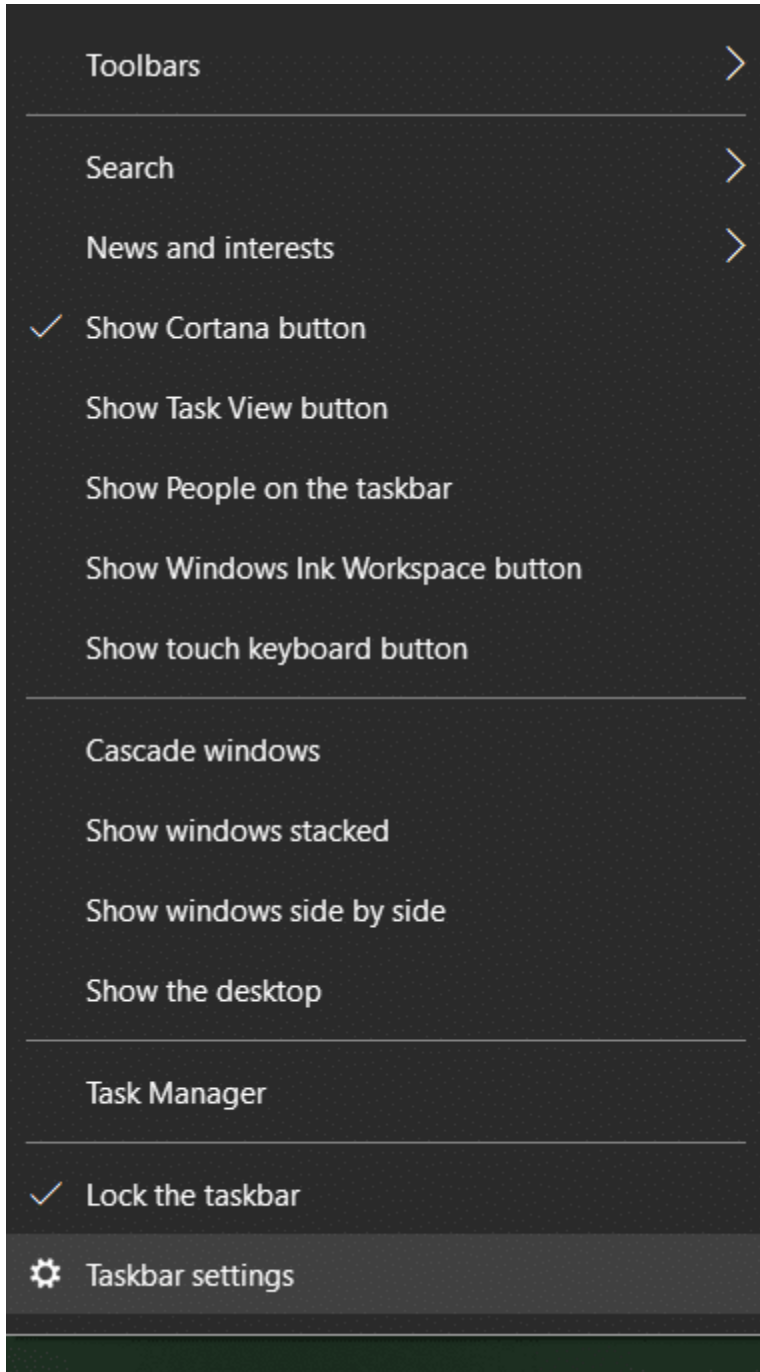 Toolbars
Search
News and interests
Show Cortana button
Show Task View button
Show People on the taskbar
Show Windows Ink Workspace button
Show touch keyboard button
Cascade windows
Show windows stacked
Show windows side by side
Show the desktop
Task Manager
Lock the taskbar
Taskbar settings